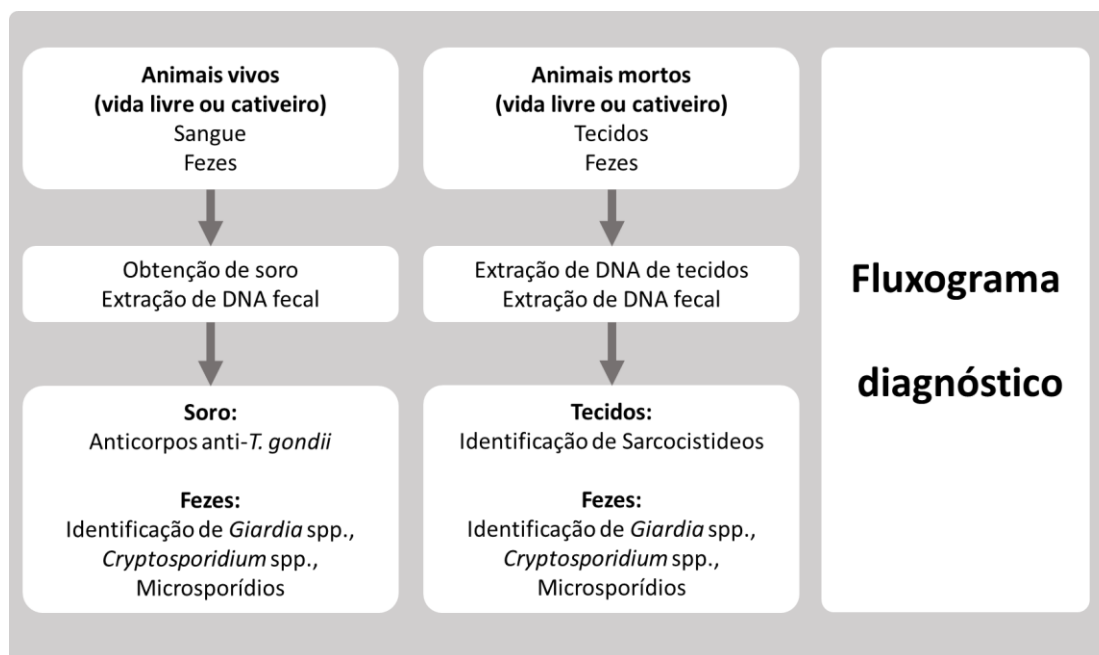 Animais vivos
(vida livre ou cativeiro)
Sangue
Fezes
Obtenção de soro
Extração de DNA fecal
Soro:
Anticorpos anti-T. gondii
Fezes:
Identificação de Giardia spp.,
Cryptosporidium spp.,
Microsporídios
Animais mortos
(vida livre ou cativeiro)
Tecidos
Fezes
Extração de DNA de tecidos
Extração de DNA fecal
Tecidos:
Identificação de Sarcocistideos
Fezes:
Identificação de Giardia spp.,
Cryptosporidium spp.,
Microsporídios
Fluxograma
diagnóstico